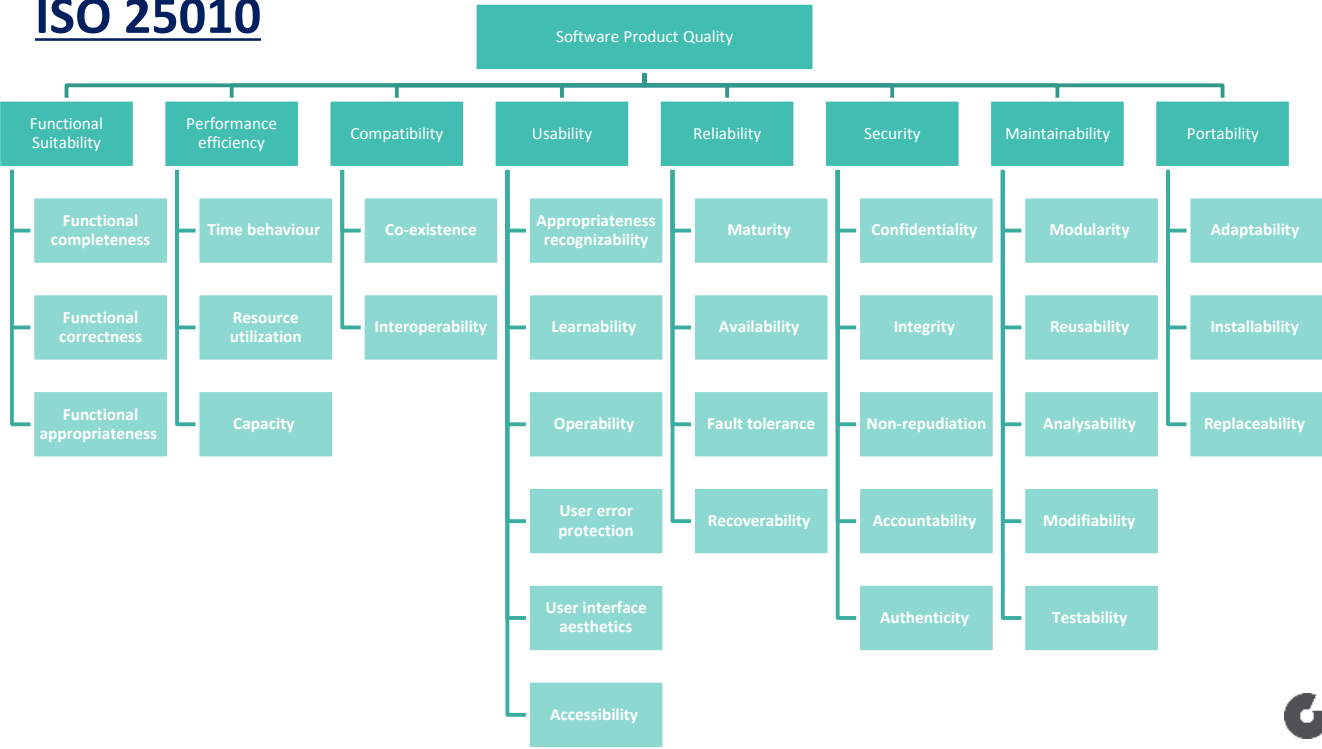 ISO 25010
Software Product Quality
Functional
Suitability
Performance
efficiency
Compatibility
Usability
Reliability
Security
Maintainability
Portability
Functional
completeness
Functional
correctness
Functional
appropriateness
Time behaviour
Resource
utilization
Capacity
Co-existence
Interoperability
Appropriateness
recognizability
Learnability
Operability
User error
protection
User interface
aesthetics
Accessibility
Maturity
Availability
Fault tolerance
Recoverability
Confidentiality
Integrity
Non-repudiation
Accountability
Authenticity
Modularity
Reusability
Analysability
Modifiability
Testability
Adaptability
Installability
Replaceability